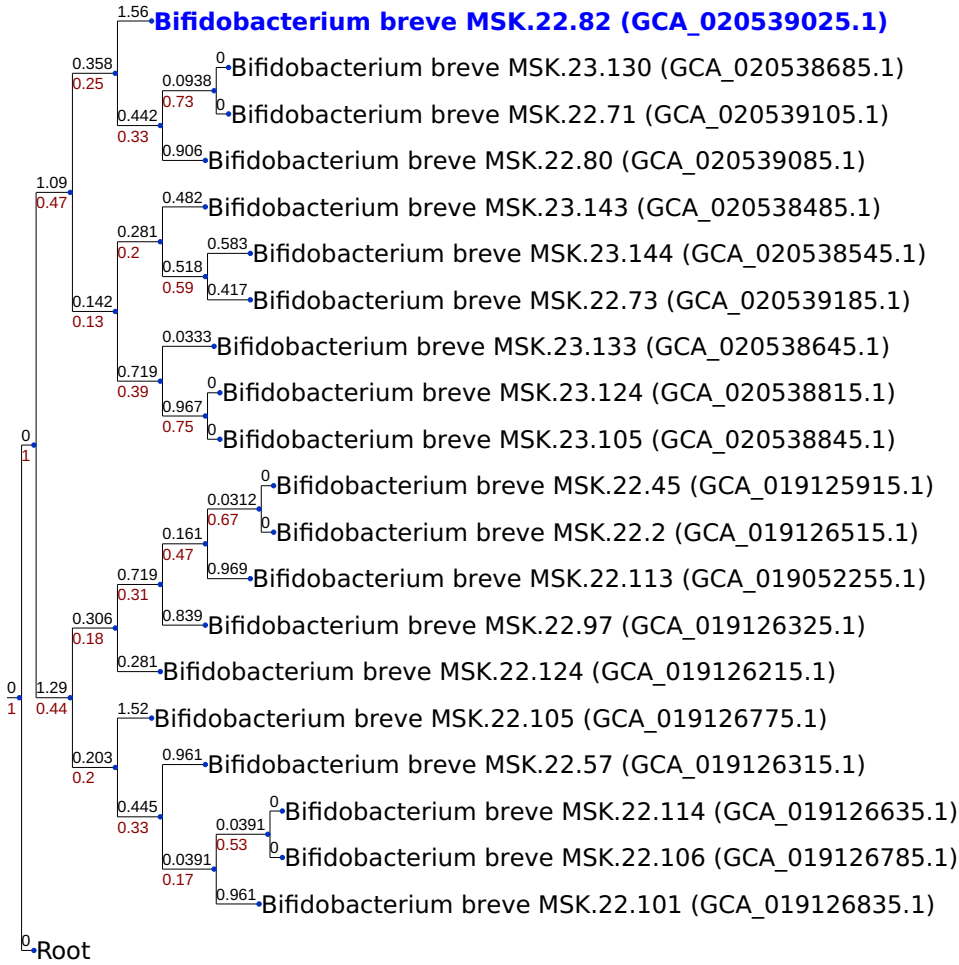 1.56 Bifidobacterium breve MSK.22.82 (GCA_020539025.1)
0 Bifidobacterium breve MSK.23.130 (GCA_020538685.1)
0.358 0.0938
0.25 0.73
0 Bifidobacterium breve MSK.22.71 (GCA_020539105.1)
0.442
0.33
0.906 Bifidobacterium breve MSK.22.80 (GCA_020539085.1)
1.09
0.47
0.482 Bifidobacterium breve MSK.23.143 (GCA_020538485.1)
0.281
0.2
0.583 Bifidobacterium breve MSK.23.144 (GCA_020538545.1)
0.518
0.59
0.417 Bifidobacterium breve MSK.22.73 (GCA_020539185.1)
0.142
0.13
0.0333 Bifidobacterium breve MSK.23.133 (GCA_020538645.1)
0.719
0.39
0 Bifidobacterium breve MSK.23.124 (GCA_020538815.1)
0.967
0.75
0 Bifidobacterium breve MSK.23.105 (GCA_020538845.1)
0
1
0 Bifidobacterium breve MSK.22.45 (GCA_019125915.1)
0.0312
0.67
0 Bifidobacterium breve MSK.22.2 (GCA_019126515.1)
0.161
0.47
0.969 Bifidobacterium breve MSK.22.113 (GCA_019052255.1)
0.719
0.31
0.839 Bifidobacterium breve MSK.22.97 (GCA_019126325.1)
0.306
0.18
0.281 Bifidobacterium breve MSK.22.124 (GCA_019126215.1)
0 1.29
1 0.44
1.52 Bifidobacterium breve MSK.22.105 (GCA_019126775.1)
0.203
0.2
0.961 Bifidobacterium breve MSK.22.57 (GCA_019126315.1)
0.445
0.33
0 Bifidobacterium breve MSK.22.114 (GCA_019126635.1)
0.0391
0.53
0 Bifidobacterium breve MSK.22.106 (GCA_019126785.1)
0.0391
0.17
0.961 Bifidobacterium breve MSK.22.101 (GCA_019126835.1)
0 Root